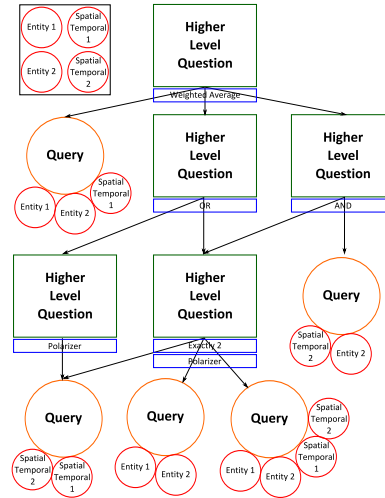 Entity 1
Spatial
Temporal
1
Entity 2
Spatial
Temporal
2
Higher
Level
Question
Weighted Average
Query
Entity 1
Entity 2
Spatial
Temporal
1
Higher
Level
Question
OR
Higher
Level
Question
AND
Higher
Level
Question
Polarizer
Higher
Level
Question
Exactly 2
Polarizer
Query
Spatial
Temporal
2
Entity 2
Query
Spatial
Temporal
2
Spatial
Temporal
1
Query
Entity 1
Entity 2
Query
Entity 1
Entity 2
Spatial
Temporal
1
Spatial
Temporal
2